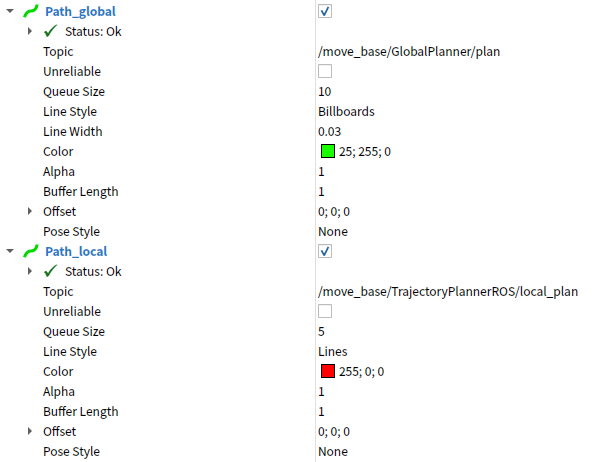 Path_global
Status: Ok
Topic /move_base/GlobalPlanner/plan
Unreliable
Queue Size 10
Line Style Billboards
Line Width 0.03
Color 25; 255; 0
Alpha 1
Buffer Length 1
Offset 0; 0; 0
Pose Style None
Path_local
Status: Ok
Topic /move_base/TrajectoryPlannerROS/local_plan
Unreliable
Queue Size 5
Line Style Lines
Color 255; 0; 0
Alpha 1
Buffer Length 1
Offset 0; 0; 0
Pose Style None